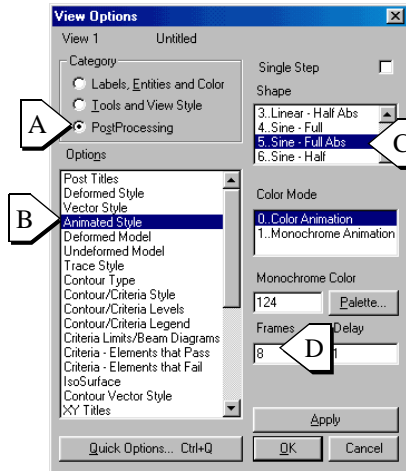 View Options
View 1 Untitled
Category
Labels, Entities and Color
Tools and View Style
PostProcessing
A
Options
Post Titles
Deformed Style
Vector Style
Animated Style
B
Deformed Model
Undeformed Model
Trace Style
Contour Type
Contour/Criteria Style
Contour/Criteria Levels
Contour/Criteria Legend
Criteria Limits/Beam Diagrams
Criteria - Elements that Pass
Criteria - Elements that Fail
IsoSurface
Contour Vector Style
XY Titles
Quick Options... Ctrl+Q
Single Step
Shape
3..Linear - Half Abs
4..Sine - Full
5..Sine - Full Abs
6..Sine - Half
C
Color Mode
0..Color Animation
1..Monochrome Animation
Monochrome Color
124 Palette...
Frames Delay
8 D 1
Apply
OK Cancel